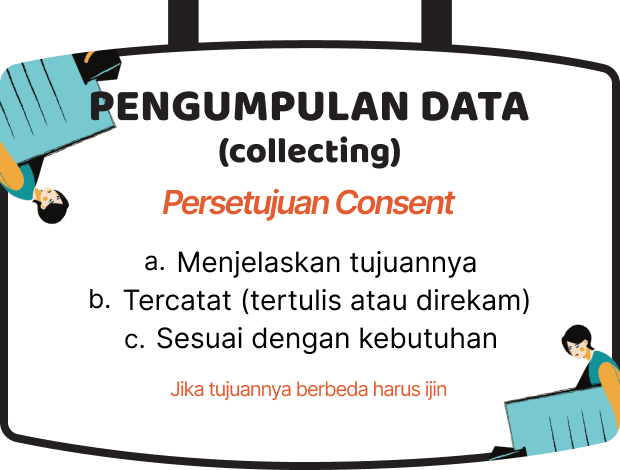 PENGUMPULAN DATA
(collecting)
Persetujuan Consent
a. Menjelaskan tujuannya
b. Tercatat (tertulis atau direkam)
c. Sesuai dengan kebutuhan
Jika tujuannya berbeda harus ijin